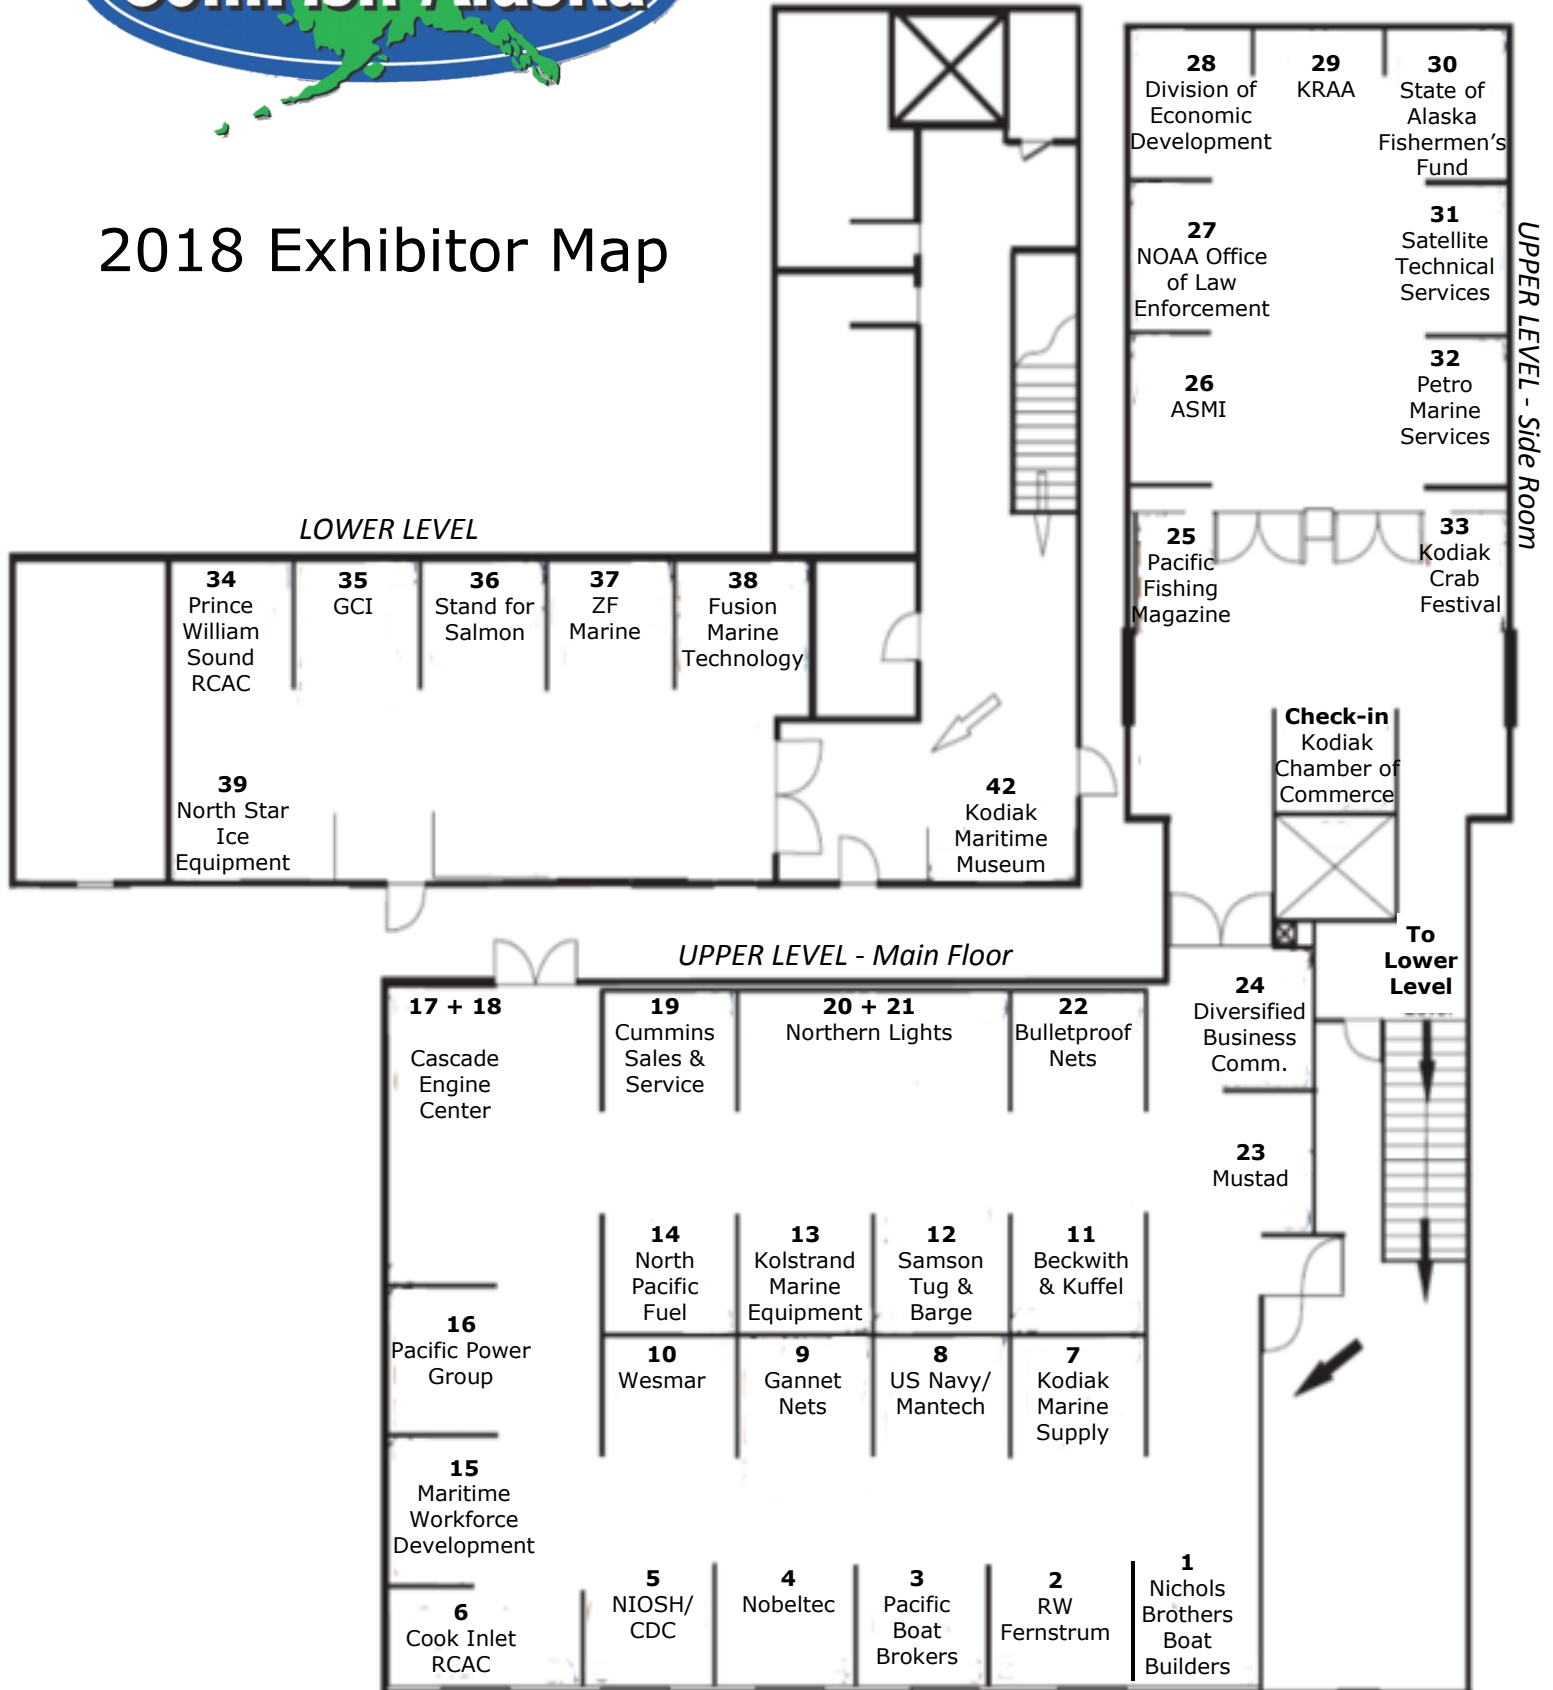 ComFish Alaska
2018 Exhibitor Map
28
Division of
Economic
Development
29
KRAA
30
State of
Alaska
Fishermen's
Fund
27
NOAA Office
of Law
Enforcement
31
Satellite
Technical
Services
UPPER LEVEL - Side Room
26
ASMI
32
Petro
Marine
Services
25
Pacific
Fishing
Magazine
33
Kodiak
Crab
Festival
LOWER LEVEL
34
Prince
William
Sound
RCAC
35
GCI
36
Stand for
Salmon
37
ZF
Marine
38
Fusion
Marine
Technology
39
North Star
Ice
Equipment
42
Kodiak
Maritime
Museum
Check-in
Kodiak
Chamber of
Commerce
To
Lower
Level
UPPER LEVEL - Main Floor
17 + 18
Cascade
Engine
Center
19
Cummins
Sales &
Service
20 + 21
Northern Lights
22
Bulletproof
Nets
24
Diversified
Business
Comm.
23
Mustad
14
North
Pacific
Fuel
13
Kolstrand
Marine
Equipment
12
Samson
Tug &
Barge
11
Beckwith
& Kuffel
16
Pacific Power
Group
10
Wesmar
9
Gannet
Nets
8
US Navy/
Mantech
7
Kodiak
Marine
Supply
15
Maritime
Workforce
Development
6
Cook Inlet
RCAC
5
NIOSH/
CDC
4
Nobeltec
3
Pacific
Boat
Brokers
2
RW
Fernstrum
1
Nichols
Brothers
Boat
Builders